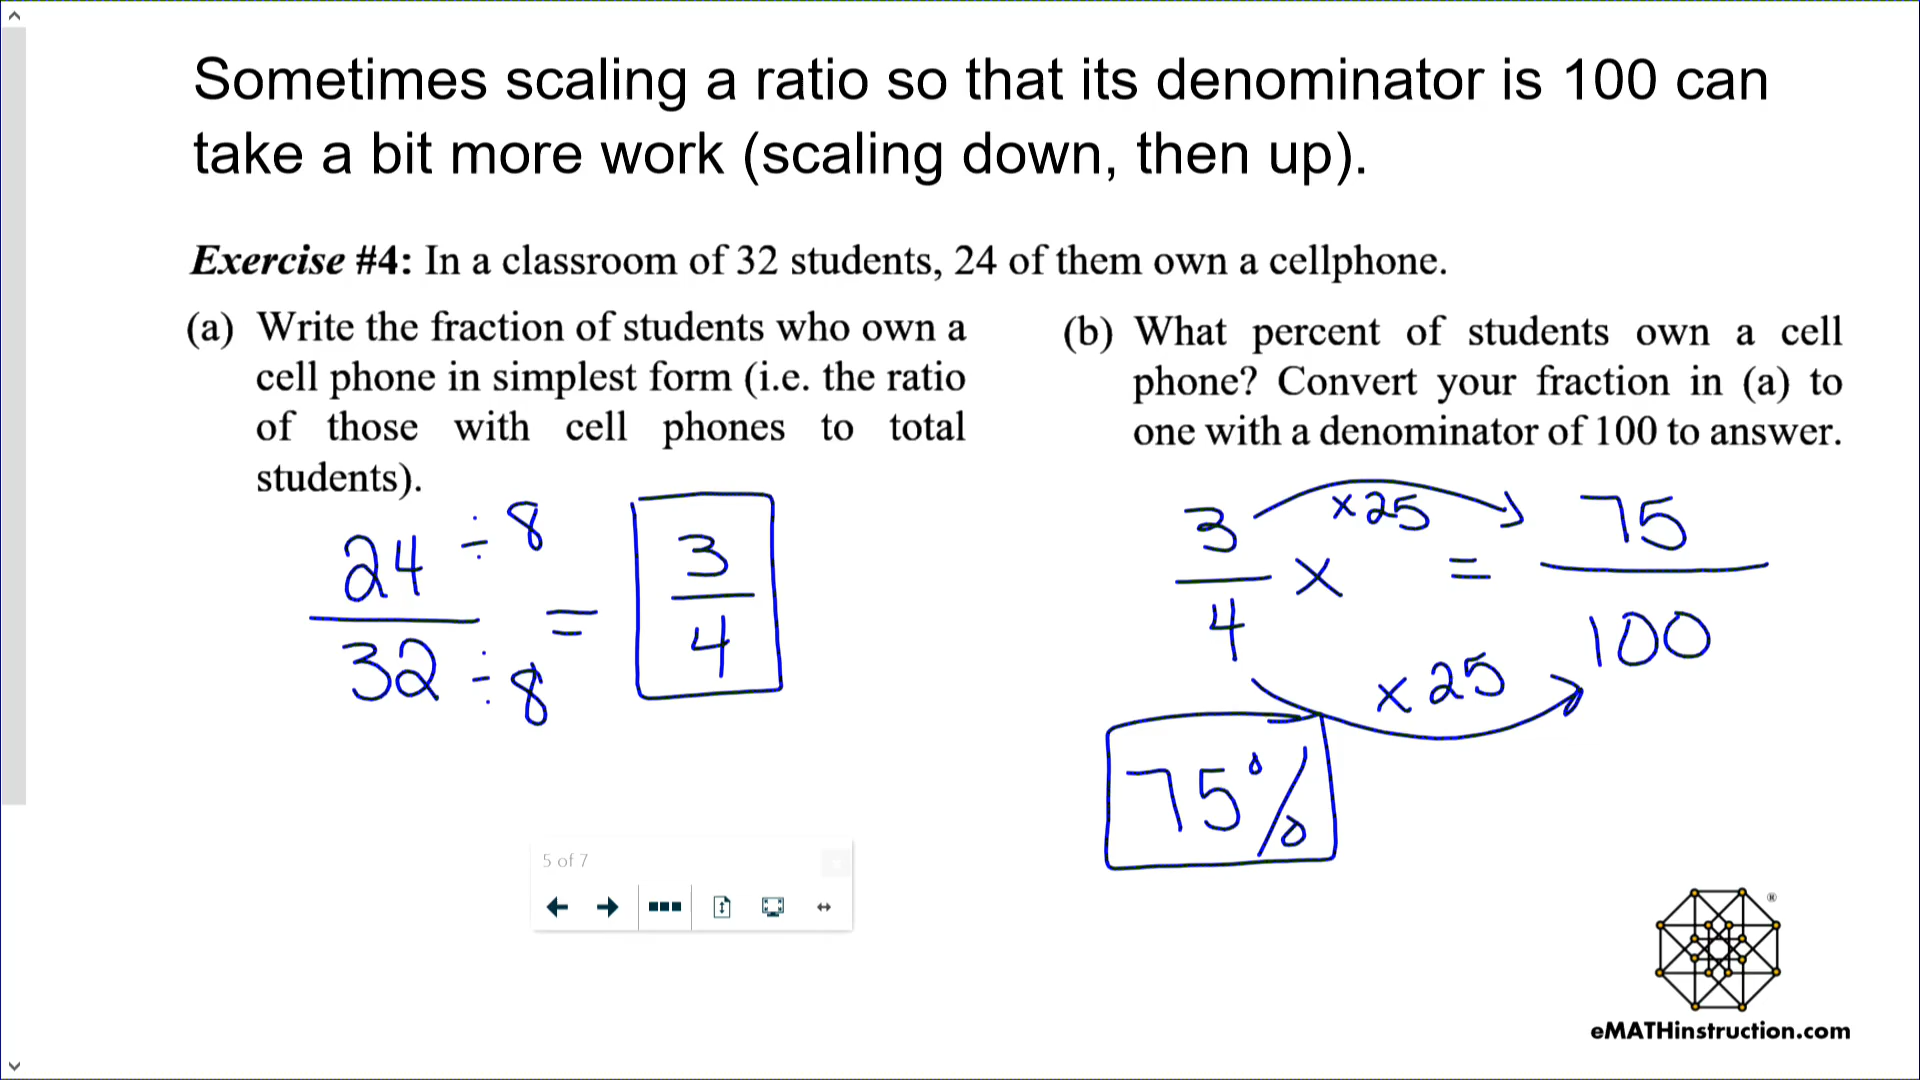 Sometimes scaling a ratio so that its denominator is 100 can
take a bit more work (scaling down, then up).
Exercise #4: In a classroom of 32 students, 24 of them own a cellphone.
(a) Write the fraction of students who own a
cell phone in simplest form (i.e. the ratio
of those with cell phones to total
students).
24 ÷ 8
32 ÷ 8
=
3
4
(b) What percent of students own a cell
phone? Convert your fraction in (a) to
one with a denominator of 100 to answer.
3 x25 75
x =
4 x25 100
75%
5 of 7
®
eMATHinstruction.com